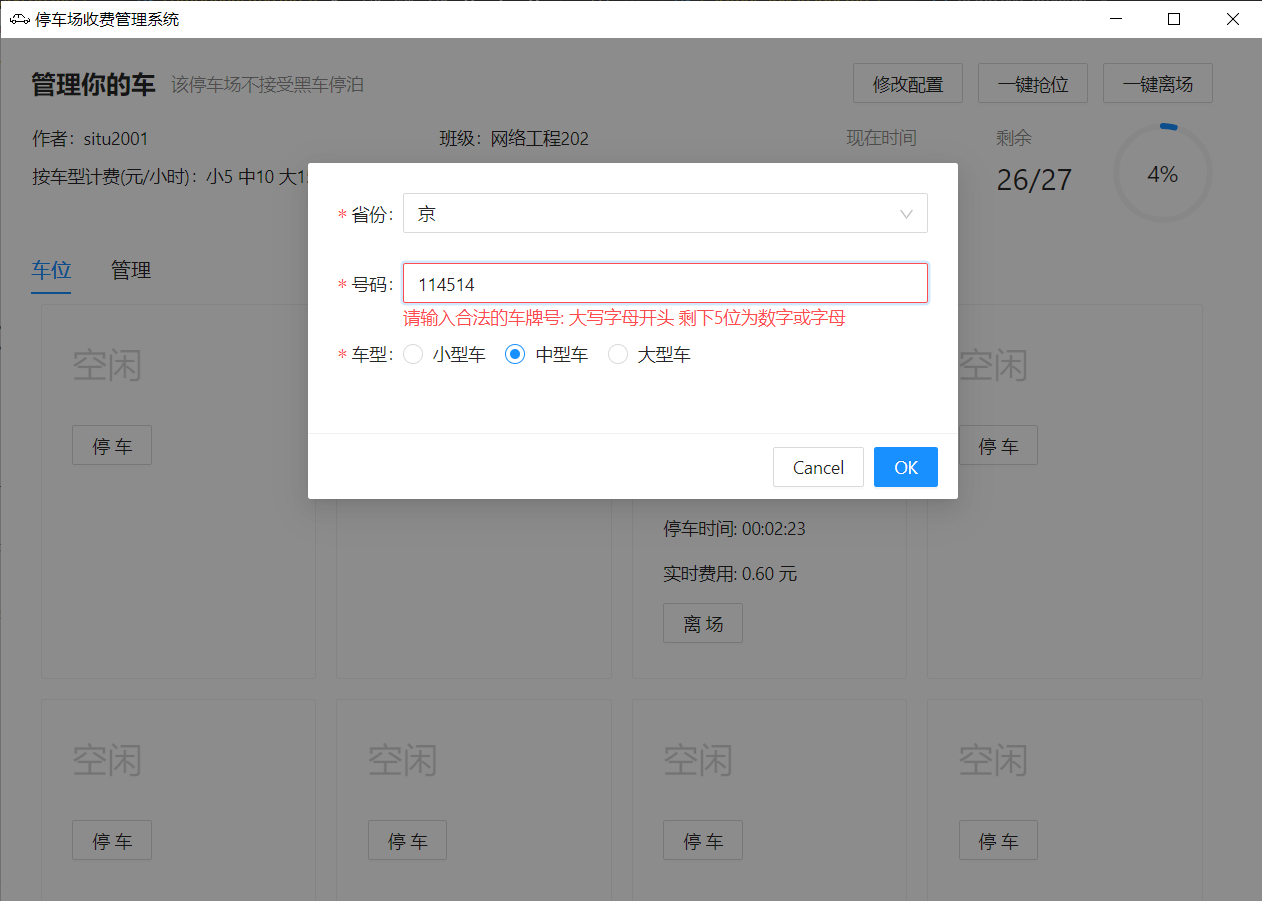 停车场收费管理系统
管理你的车 该停车场不接受黑车停泊 修改配置 一键抢位 一键离场
作者：situ2001 班级：网络工程202 现在时间 剩余
按车型计费(元/小时)：小5 中10 大1
26/27
4%
* 省份: 京
车位 管理
* 号码: 114514
请输入合法的车牌号: 大写字母开头 剩下5位为数字或字母
* 车型: 小型车 中型车 大型车
空闲 空闲
停 车 停 车
Cancel OK
停车时间: 00:02:23
实时费用: 0.60 元
离 场
空闲 空闲 空闲 空闲
停 车 停 车 停 车 停 车